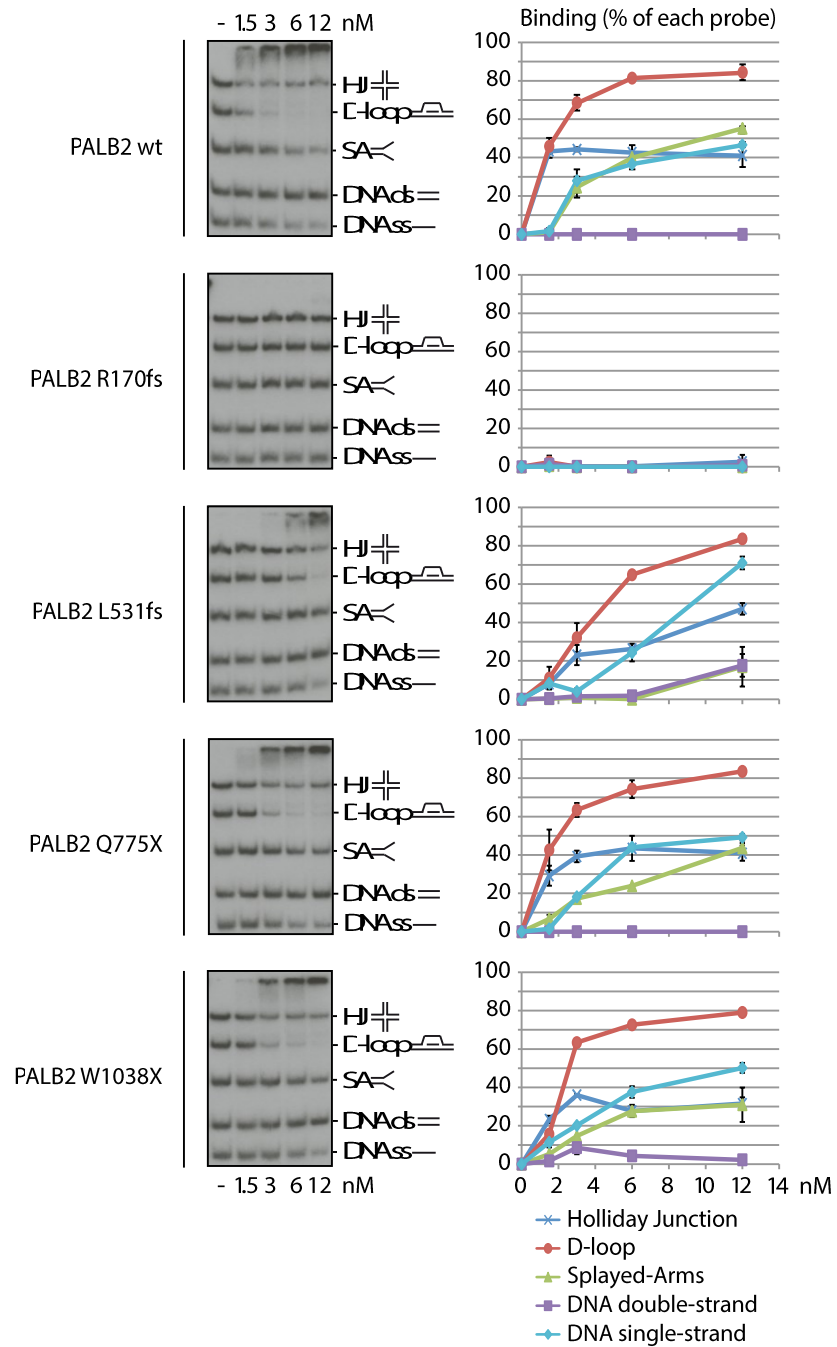 - 1.5 3 6 12 nM
Binding (% of each probe)
PALB2 wt
HJ
D-loop
SA
DNAds
DNAss
100
80
60
40
20
0
PALB2 R170fs
HJ
D-loop
SA
DNAds
DNAss
100
80
60
40
20
0
PALB2 L531fs
HJ
D-loop
SA
DNAds
DNAss
100
80
60
40
20
0
PALB2 Q775X
HJ
D-loop
SA
DNAds
DNAss
100
80
60
40
20
0
PALB2 W1038X
HJ
D-loop
SA
DNAds
DNAss
100
80
60
40
20
0
- 1.5 3 6 12 nM
0 2 4 6 8 10 12 14 nM
Holliday Junction
D-loop
Splayed-Arms
DNA double-strand
DNA single-strand